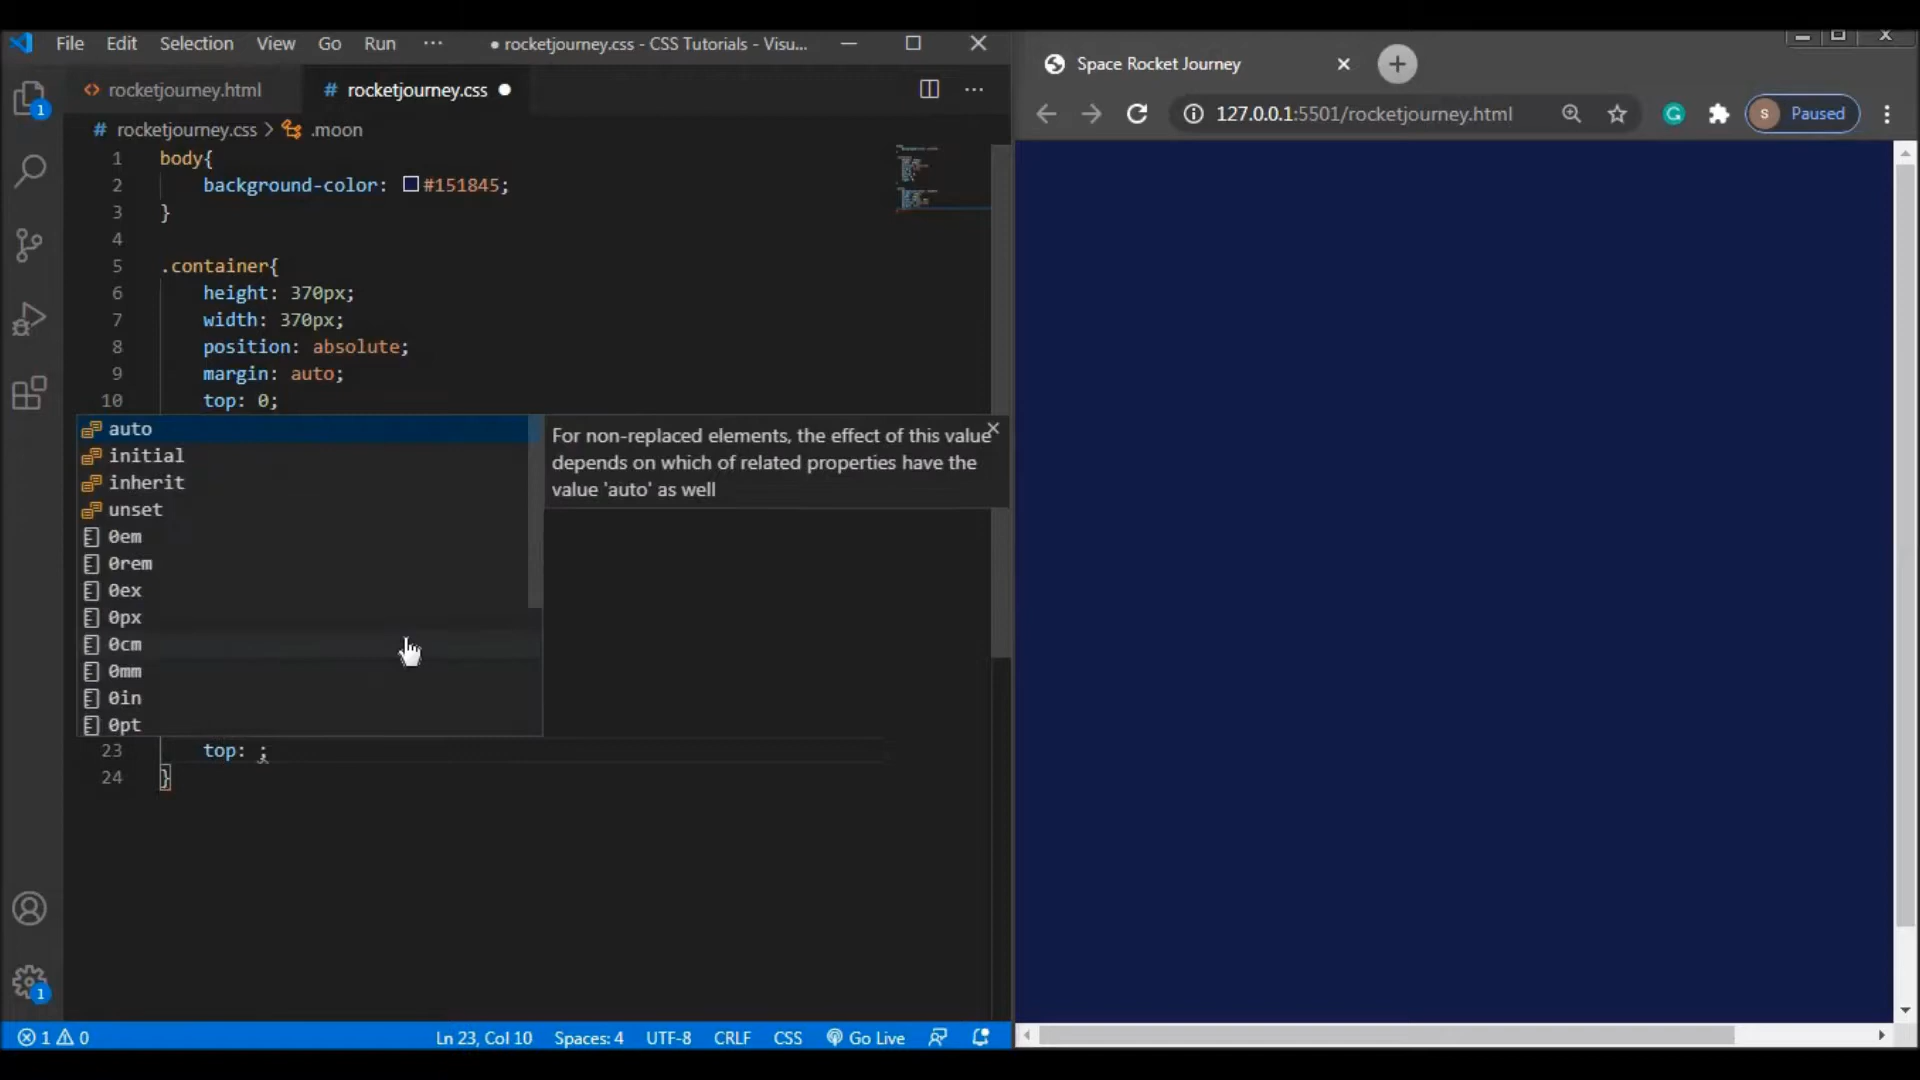 File Edit Selection View Go Run ··· ● rocketjourney.css - CSS Tutorials - Visu...
<> rocketjourney.html # rocketjourney.css ●
# rocketjourney.css > .moon
1 body{
2 background-color: #151845;
3 }
4
5 .container{
6 height: 370px;
7 width: 370px;
8 position: absolute;
9 margin: auto;
10 top: 0;
auto
initial
inherit
unset
0em
0rem
0ex
0px
0cm
0mm
0in
0pt
For non-replaced elements, the effect of this value
depends on which of related properties have the
value 'auto' as well
23 top: ;
24 }
1
1
1 0 Ln 23, Col 10 Spaces: 4 UTF-8 CRLF CSS Go Live
Space Rocket Journey
127.0.0.1:5501/rocketjourney.html
s Paused